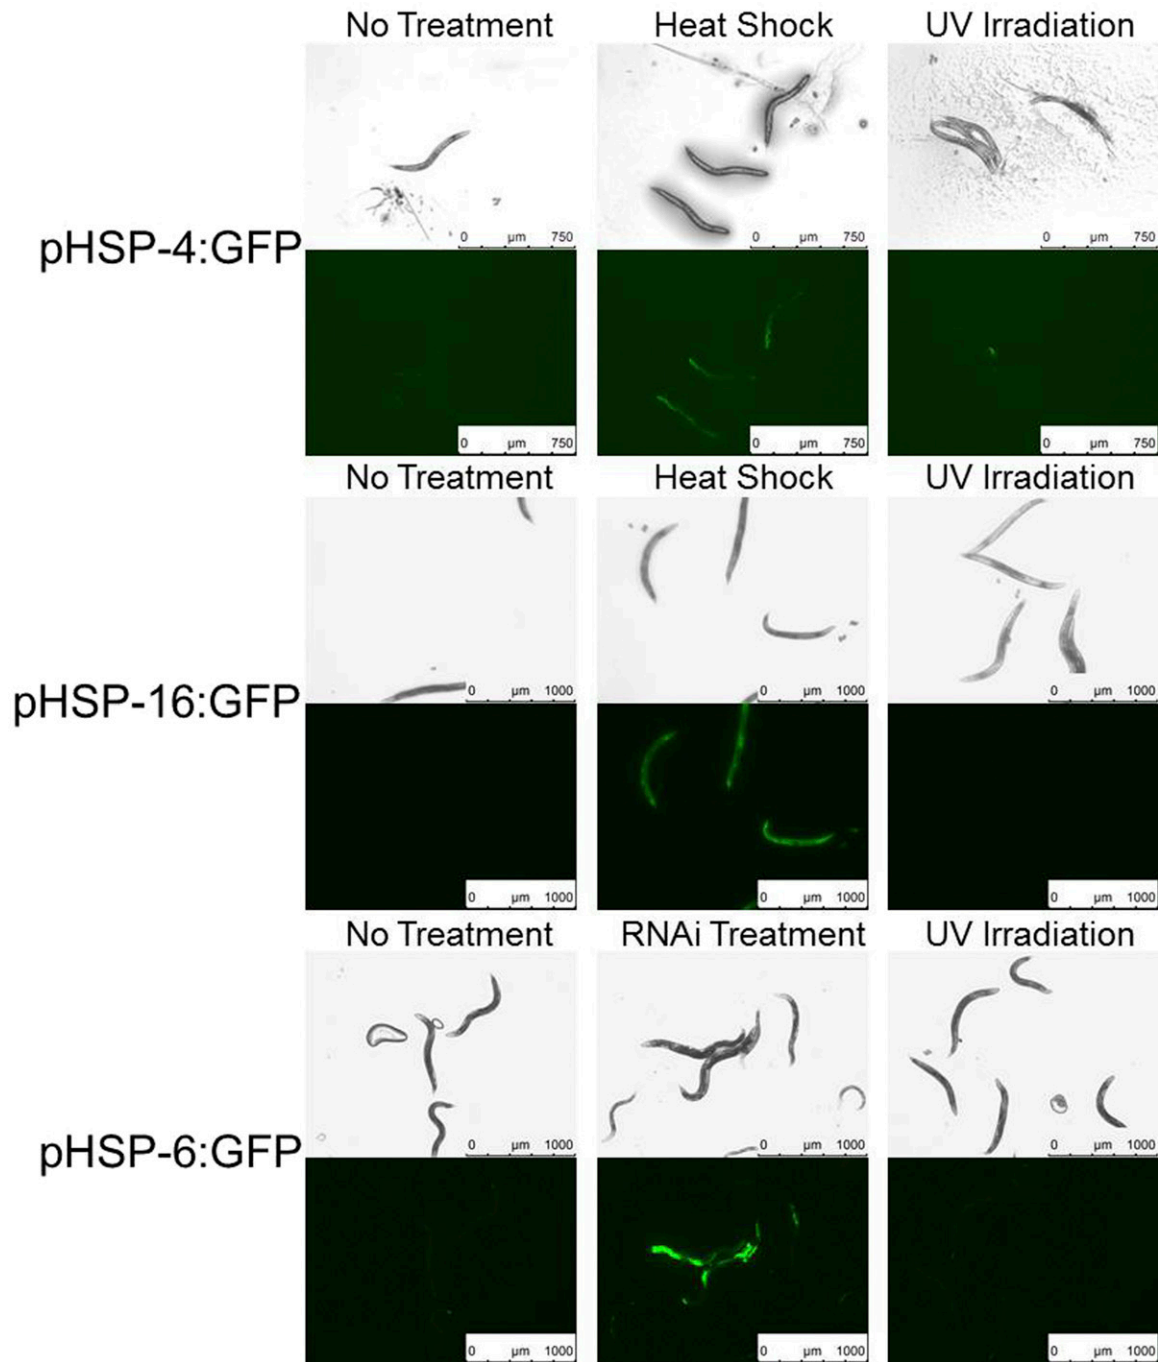 No Treatment Heat Shock UV Irradiation
0 µm 750 0 µm 750 0 µm 750
pHSP-4:GFP
0 µm 750 0 µm 750 0 µm 750
No Treatment Heat Shock UV Irradiation
0 µm 1000 0 µm 1000 0 µm 1000
pHSP-16:GFP
0 µm 1000 0 µm 1000 0 µm 1000
No Treatment RNAi Treatment UV Irradiation
0 µm 1000 0 µm 1000 0 µm 1000
pHSP-6:GFP
0 µm 1000 0 µm 1000 0 µm 1000